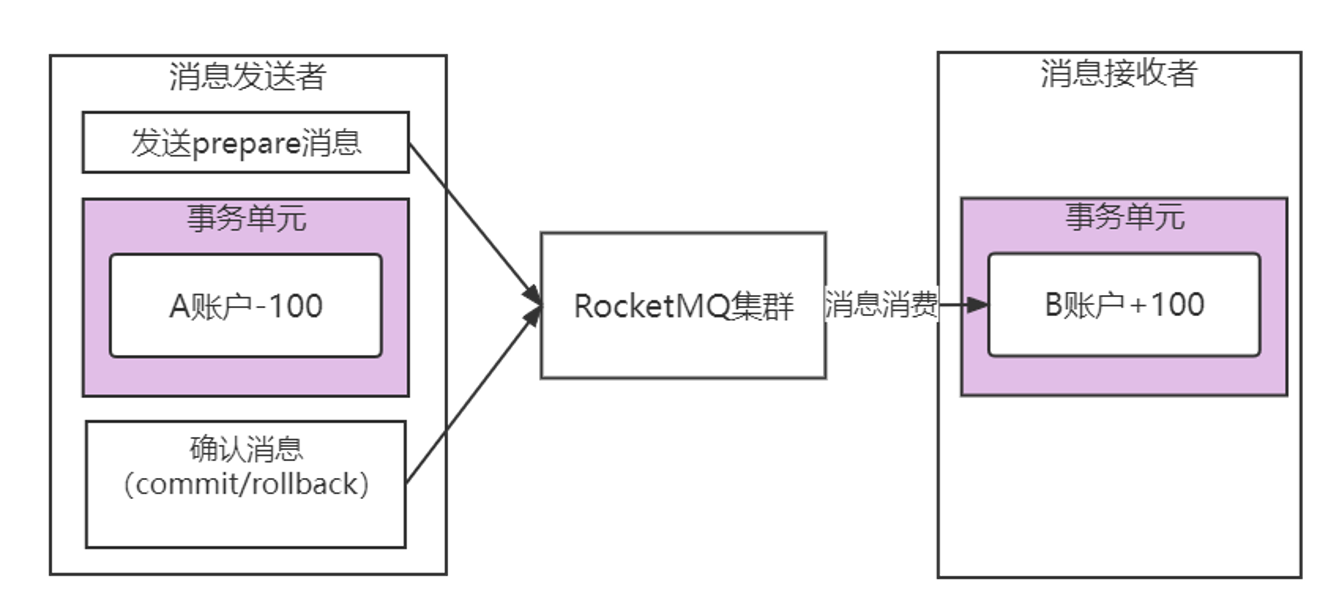 消息发送者
发送prepare消息
事务单元
A账户-100
确认消息
（commit/rollback）
RocketMQ集群
消息消费
消息接收者
事务单元
B账户+100